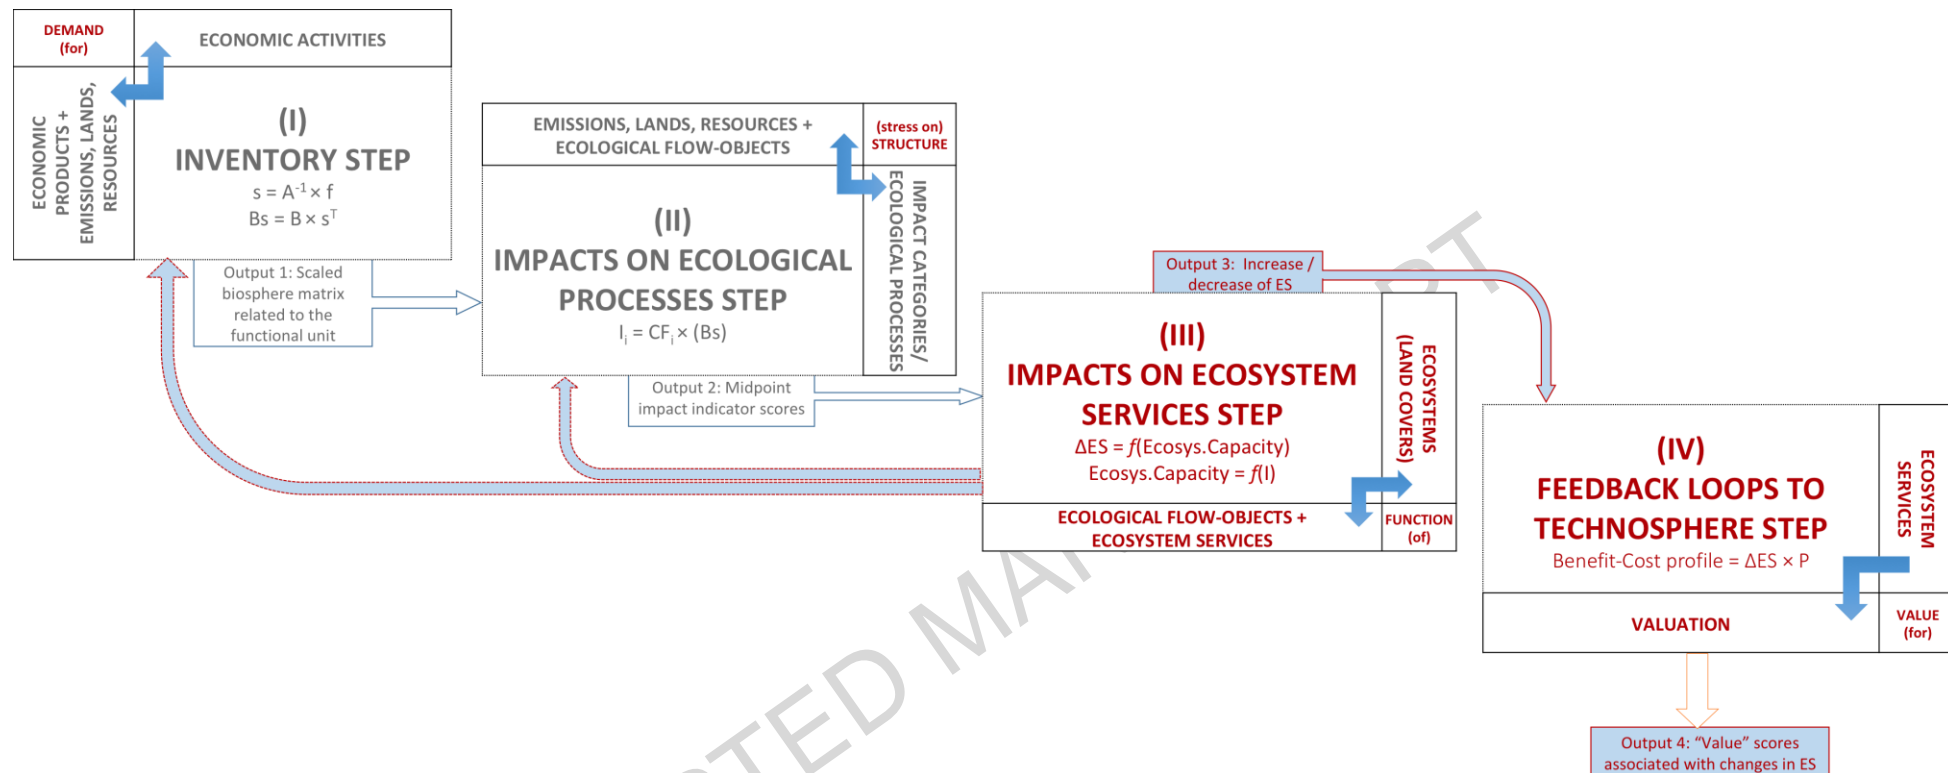 DEMAND
(for)
ECONOMIC ACTIVITIES
ECONOMIC
PRODUCTS +
EMISSIONS, LANDS,
RESOURCES
(I)
INVENTORY STEP
s = A⁻¹ × f
Bs = B × sᵀ
Output 1: Scaled
biosphere matrix
related to the
functional unit
EMISSIONS, LANDS, RESOURCES +
ECOLOGICAL FLOW-OBJECTS
(stress on)
STRUCTURE
IMPACT CATEGORIES/
ECOLOGICAL PROCESSES
(II)
IMPACTS ON ECOLOGICAL
PROCESSES STEP
Iᵢ = CFᵢ × (Bs)
Output 2: Midpoint
impact indicator scores
Output 3: Increase /
decrease of ES
(III)
IMPACTS ON ECOSYSTEM
SERVICES STEP
ΔES = f(Ecosys.Capacity)
Ecosys.Capacity = f(I)
ECOSYSTEMS
(LAND COVERS)
ECOLOGICAL FLOW-OBJECTS +
ECOSYSTEM SERVICES
FUNCTION
(of)
(IV)
FEEDBACK LOOPS TO
TECHNOSPHERE STEP
Benefit-Cost profile = ΔES × P
ECOSYSTEM
SERVICES
VALUATION
VALUE
(for)
Output 4: “Value” scores
associated with changes in ES